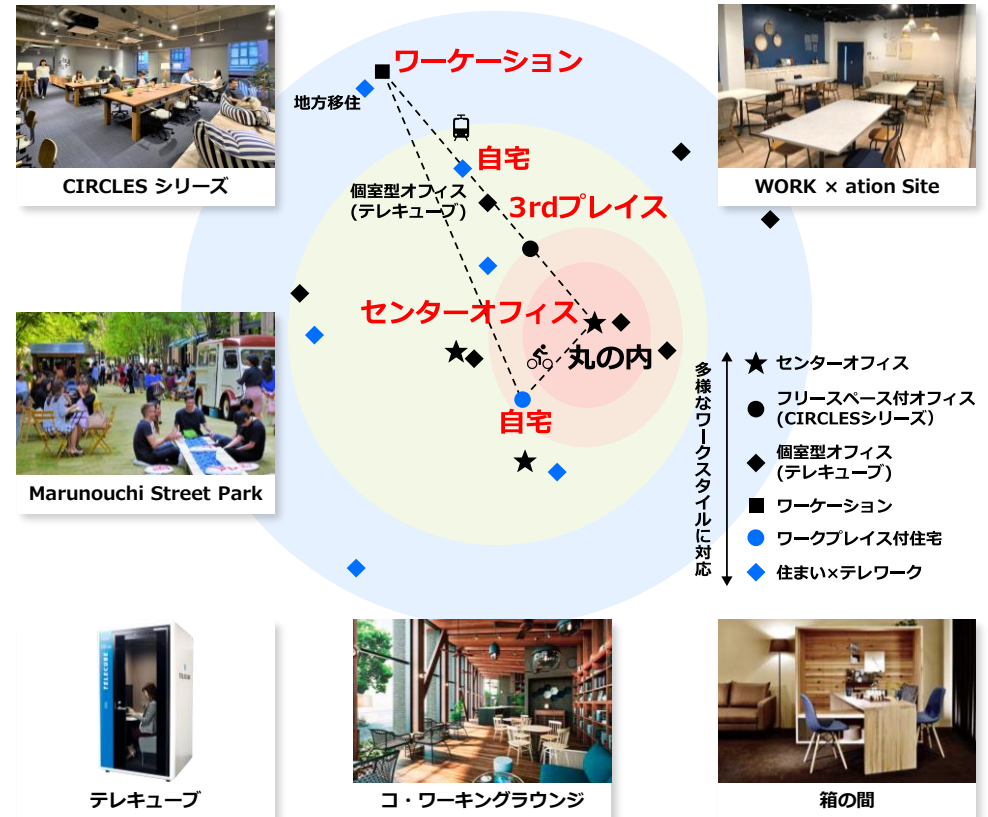 ワーケーション
地方移住
自宅
個室型オフィス
(テレキューブ)
3rdプレイス
センターオフィス
丸の内
自宅
CIRCLES シリーズ
WORK × ation Site
Marunouchi Street Park
多様なワークスタイルに対応
センターオフィス
フリースペース付オフィス
(CIRCLESシリーズ)
個室型オフィス
(テレキューブ)
ワーケーション
ワークプレイス付住宅
住まい×テレワーク
TELECUBE
テレキューブ
コ・ワーキングラウンジ
箱の間